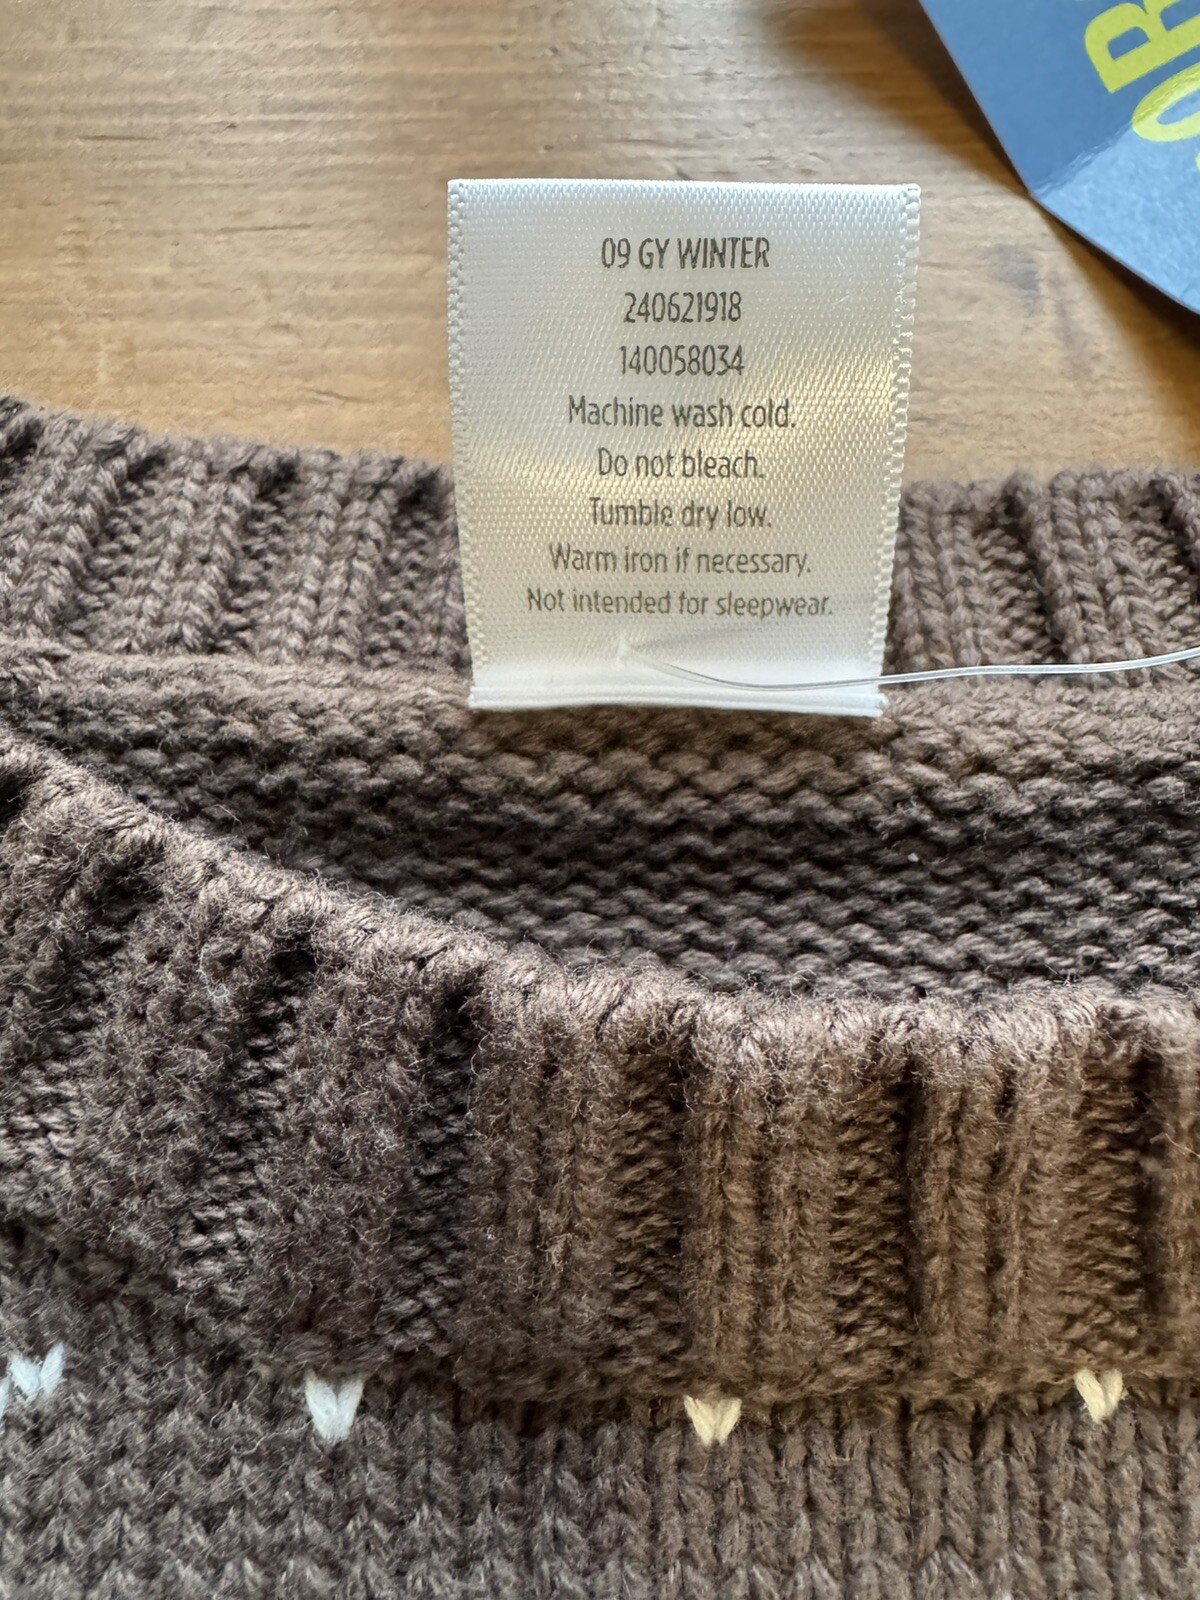 09 GY WINTER
240621918
140058034
Machine wash cold.
Do not bleach.
Tumble dry low.
Warm iron if necessary.
Not intended for sleepwear.